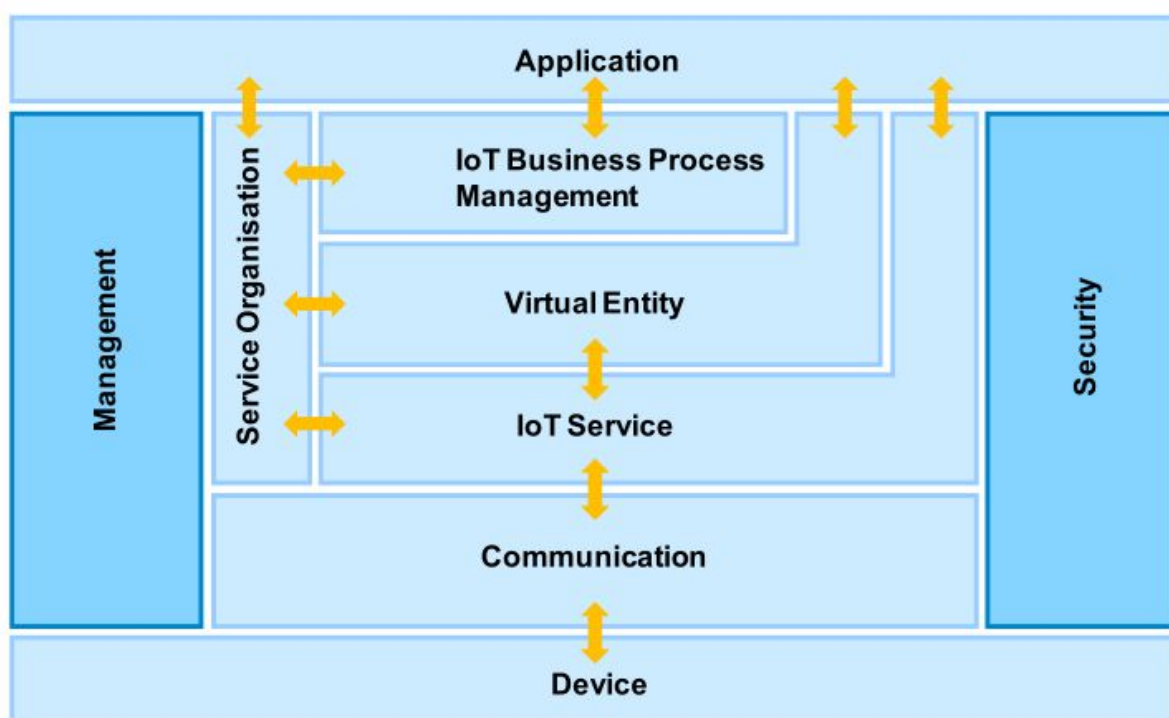 Application
Management
Service Organisation
IoT Business Process
Management
Virtual Entity
IoT Service
Communication
Security
Device